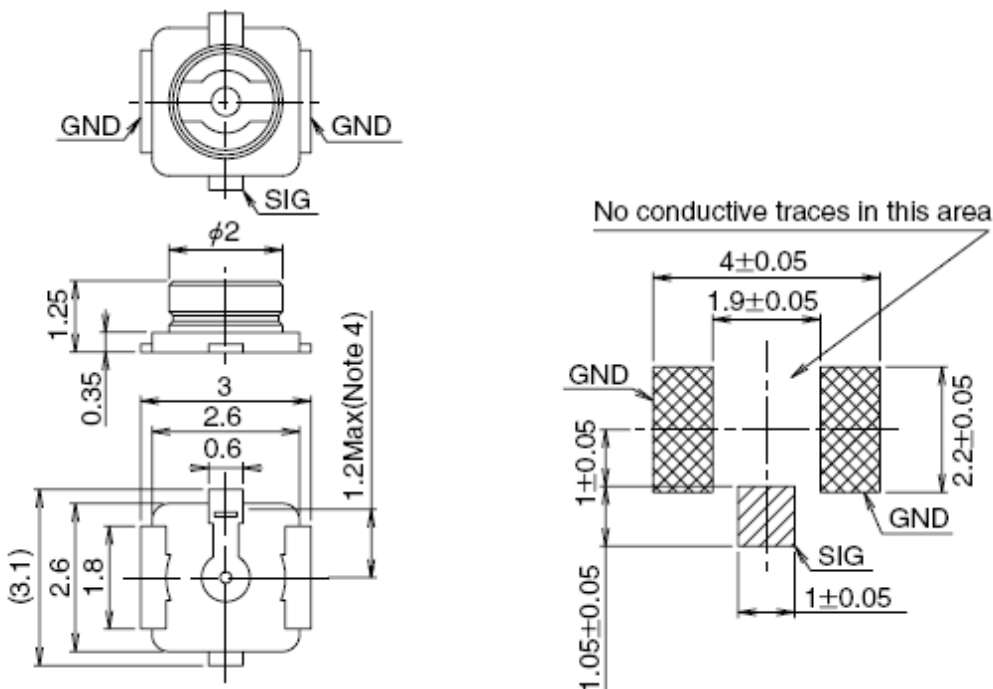 GND
GND
SIG
φ2
1.25
0.35
3
2.6
0.6
1.2Max(Note 4)
(3.1)
2.6
1.8
No conductive traces in this area
4±0.05
1.9±0.05
GND
1±0.05
2.2±0.05
GND
SIG
1±0.05
1.05±0.05